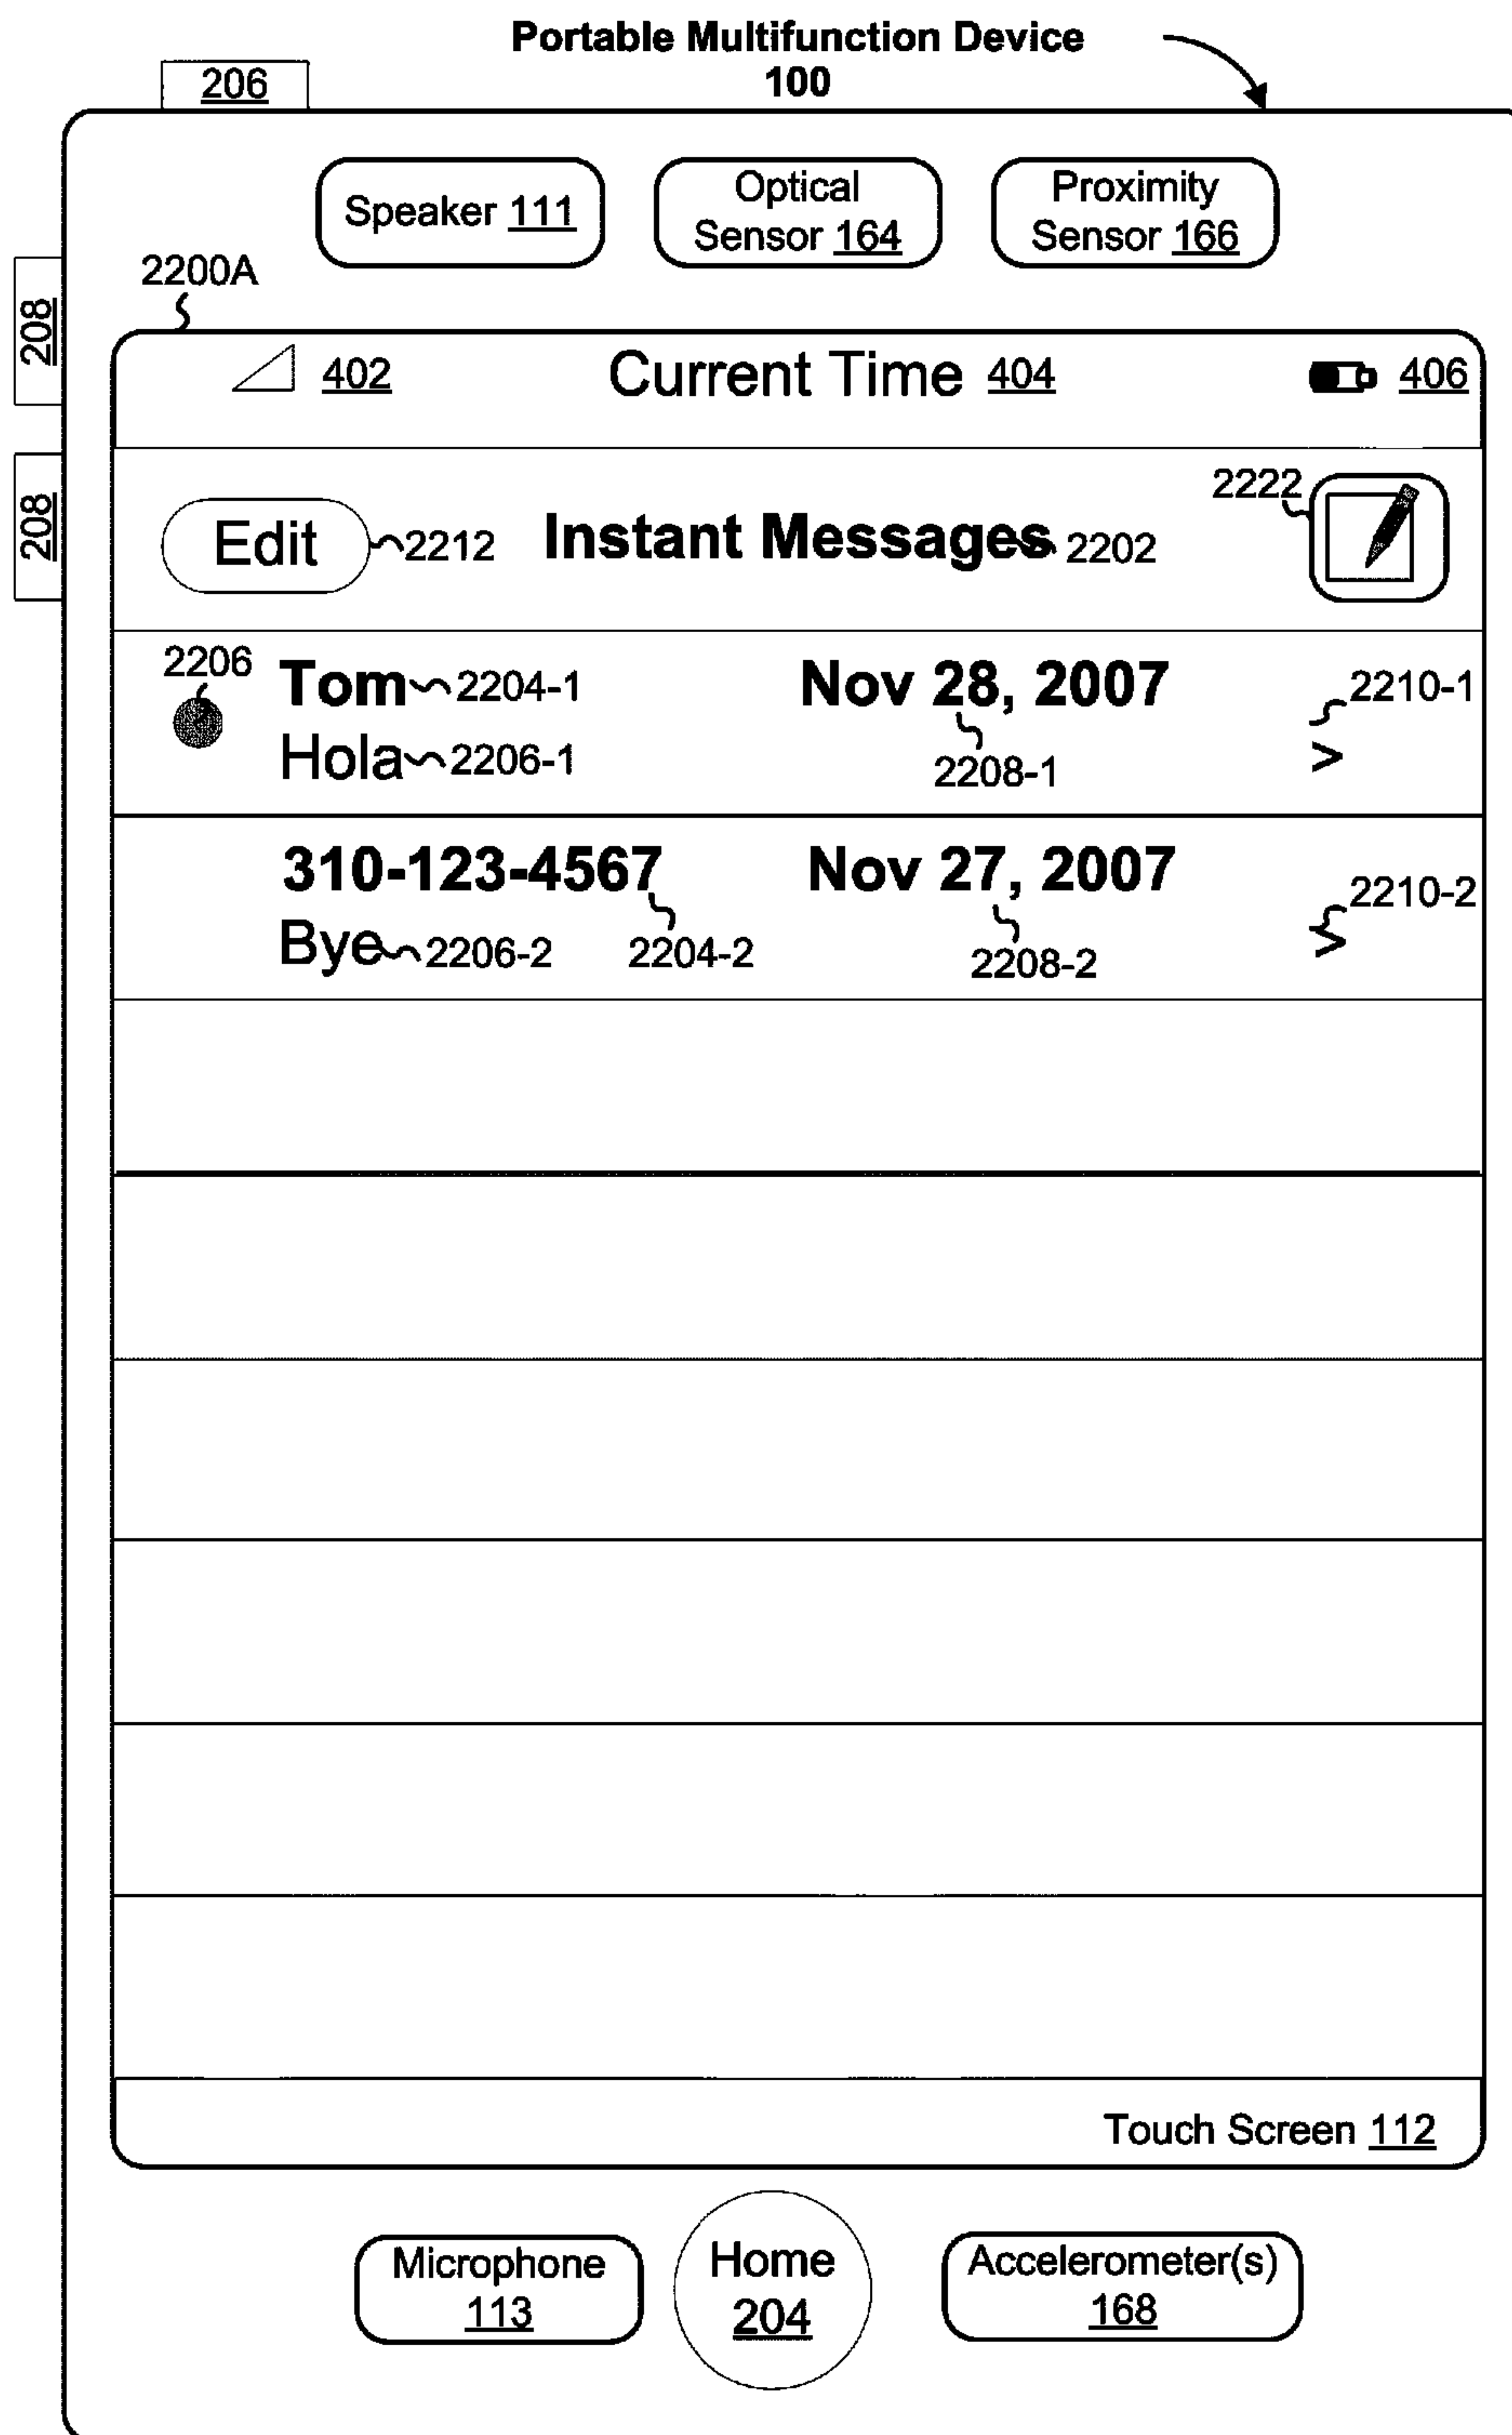 Portable Multifunction Device
100
206
Speaker 111
Optical
Sensor 164
Proximity
Sensor 166
2200A
208
208
402
Current Time 404
406
Edit
2212
Instant Messages
2202
2222
2206
Tom
2204-1
Nov 28, 2007
2210-1
Hola
2206-1
2208-1
>
310-123-4567
Nov 27, 2007
2210-2
Bye
2206-2
2204-2
2208-2
>
Touch Screen 112
Microphone
113
Home
204
Accelerometer(s)
168